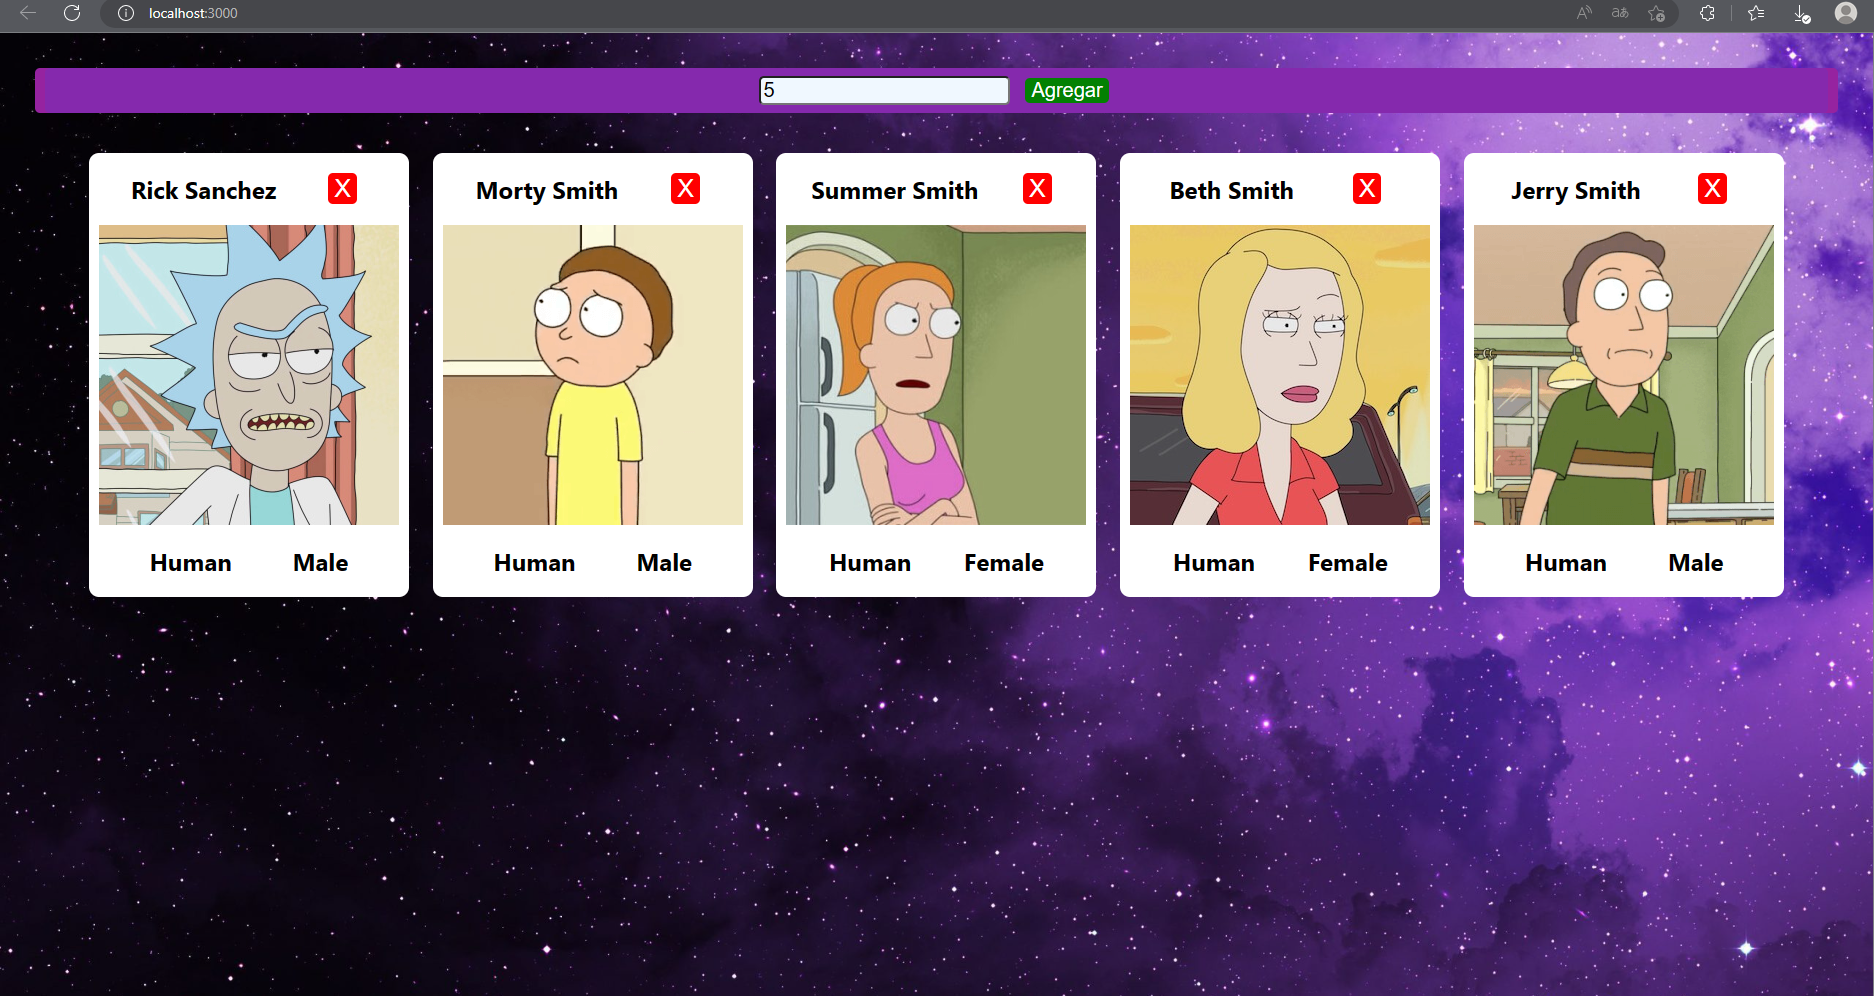 localhost:3000
5 Agregar
Rick Sanchez X
Morty Smith X
Summer Smith X
Beth Smith X
Jerry Smith X
Human Male
Human Male
Human Female
Human Female
Human Male